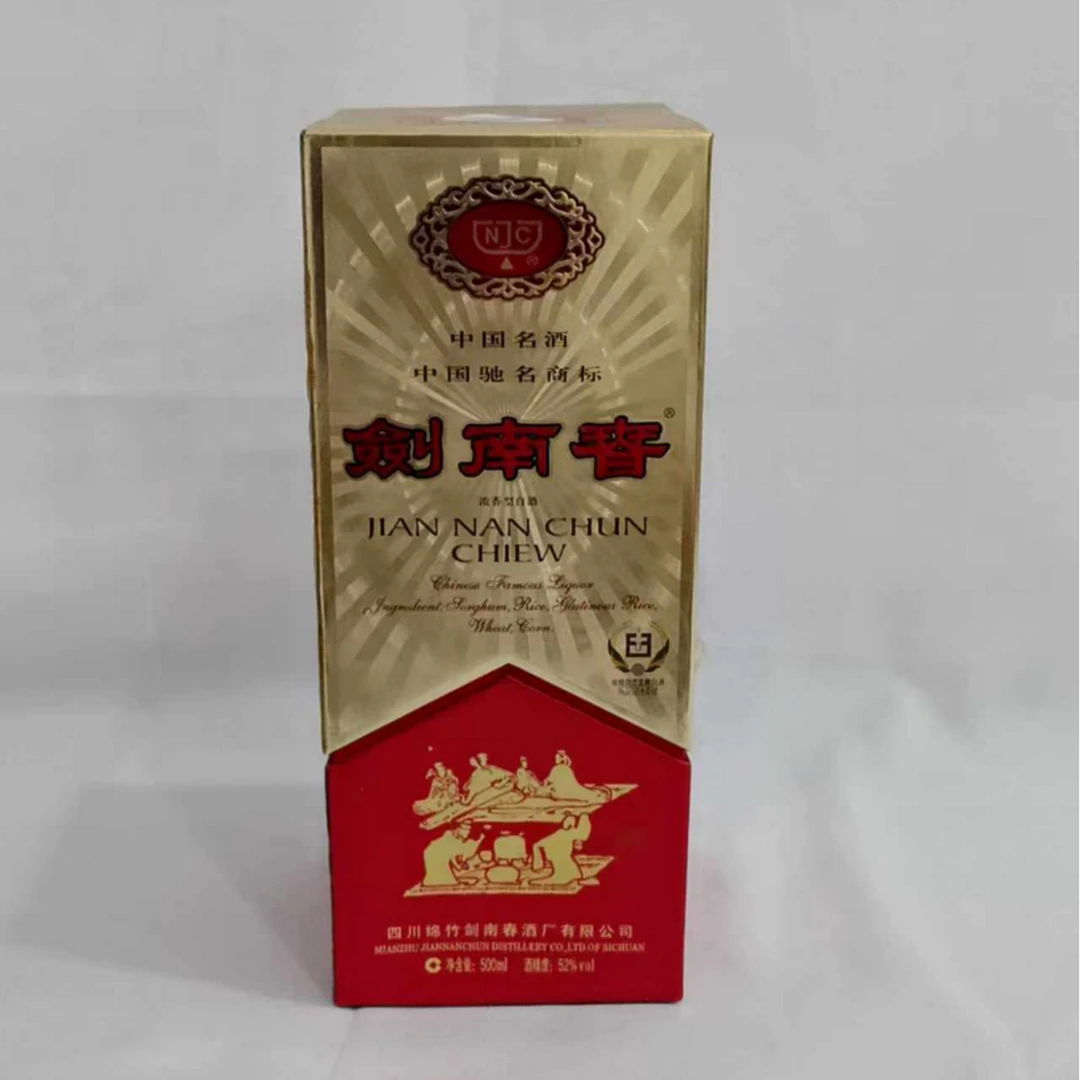 NJC
®
中国名酒
中国驰名商标
劍南春®
浓香型白酒
JIAN NAN CHUN
CHIEW
Chinese Famous Liquor
Ingredient:Sorghum, Rice, Glutinous Rice,
Wheat, Corn.
四川绵竹剑南春酒厂有限公司
MIANZHU JIANNANCHUN DISTILLERY CO.,LTD.OF SICHUAN
净含量: 500ml 酒精度: 52%vol